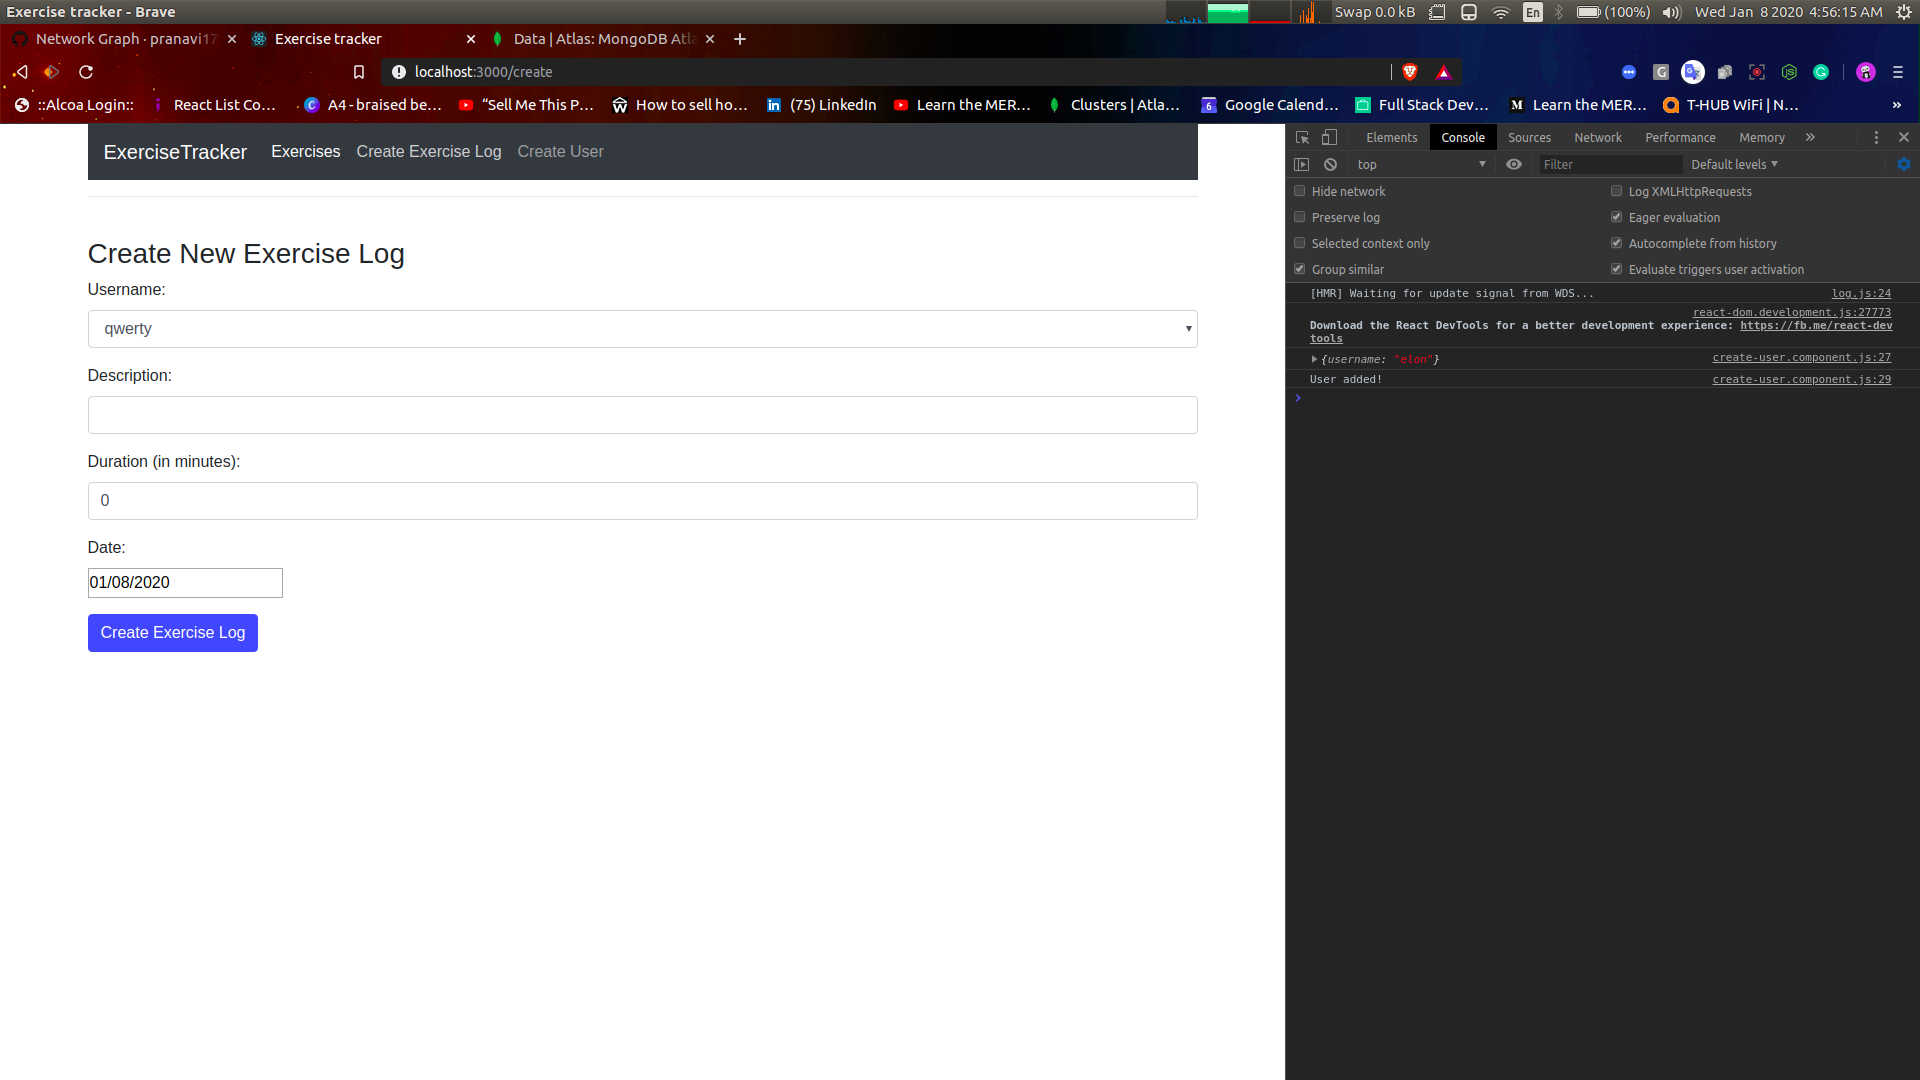 Exercise tracker - Brave
Swap 0.0 kB
En
(100%)
Wed Jan 8 2020 4:56:15 AM
Network Graph · pranavi17
Exercise tracker
Data | Atlas: MongoDB Atla
localhost:3000/create
::Alcoa Login::
React List Co…
A4 - braised be…
“Sell Me This P…
How to sell ho…
(75) LinkedIn
Learn the MER…
Clusters | Atla…
Google Calend…
Full Stack Dev…
Learn the MER…
T-HUB WiFi | N…
»
ExerciseTracker Exercises Create Exercise Log Create User
Create New Exercise Log
Username:
qwerty
Description:
Duration (in minutes):
0
Date:
01/08/2020
Create Exercise Log
Elements Console Sources Network Performance Memory »
top
Filter
Default levels
Hide network
Log XMLHttpRequests
Preserve log
Eager evaluation
Selected context only
Autocomplete from history
Group similar
Evaluate triggers user activation
[HMR] Waiting for update signal from WDS... log.js:24
react-dom.development.js:27773
Download the React DevTools for a better development experience: https://fb.me/react-dev
tools
{username: "elon"} create-user.component.js:27
User added! create-user.component.js:29